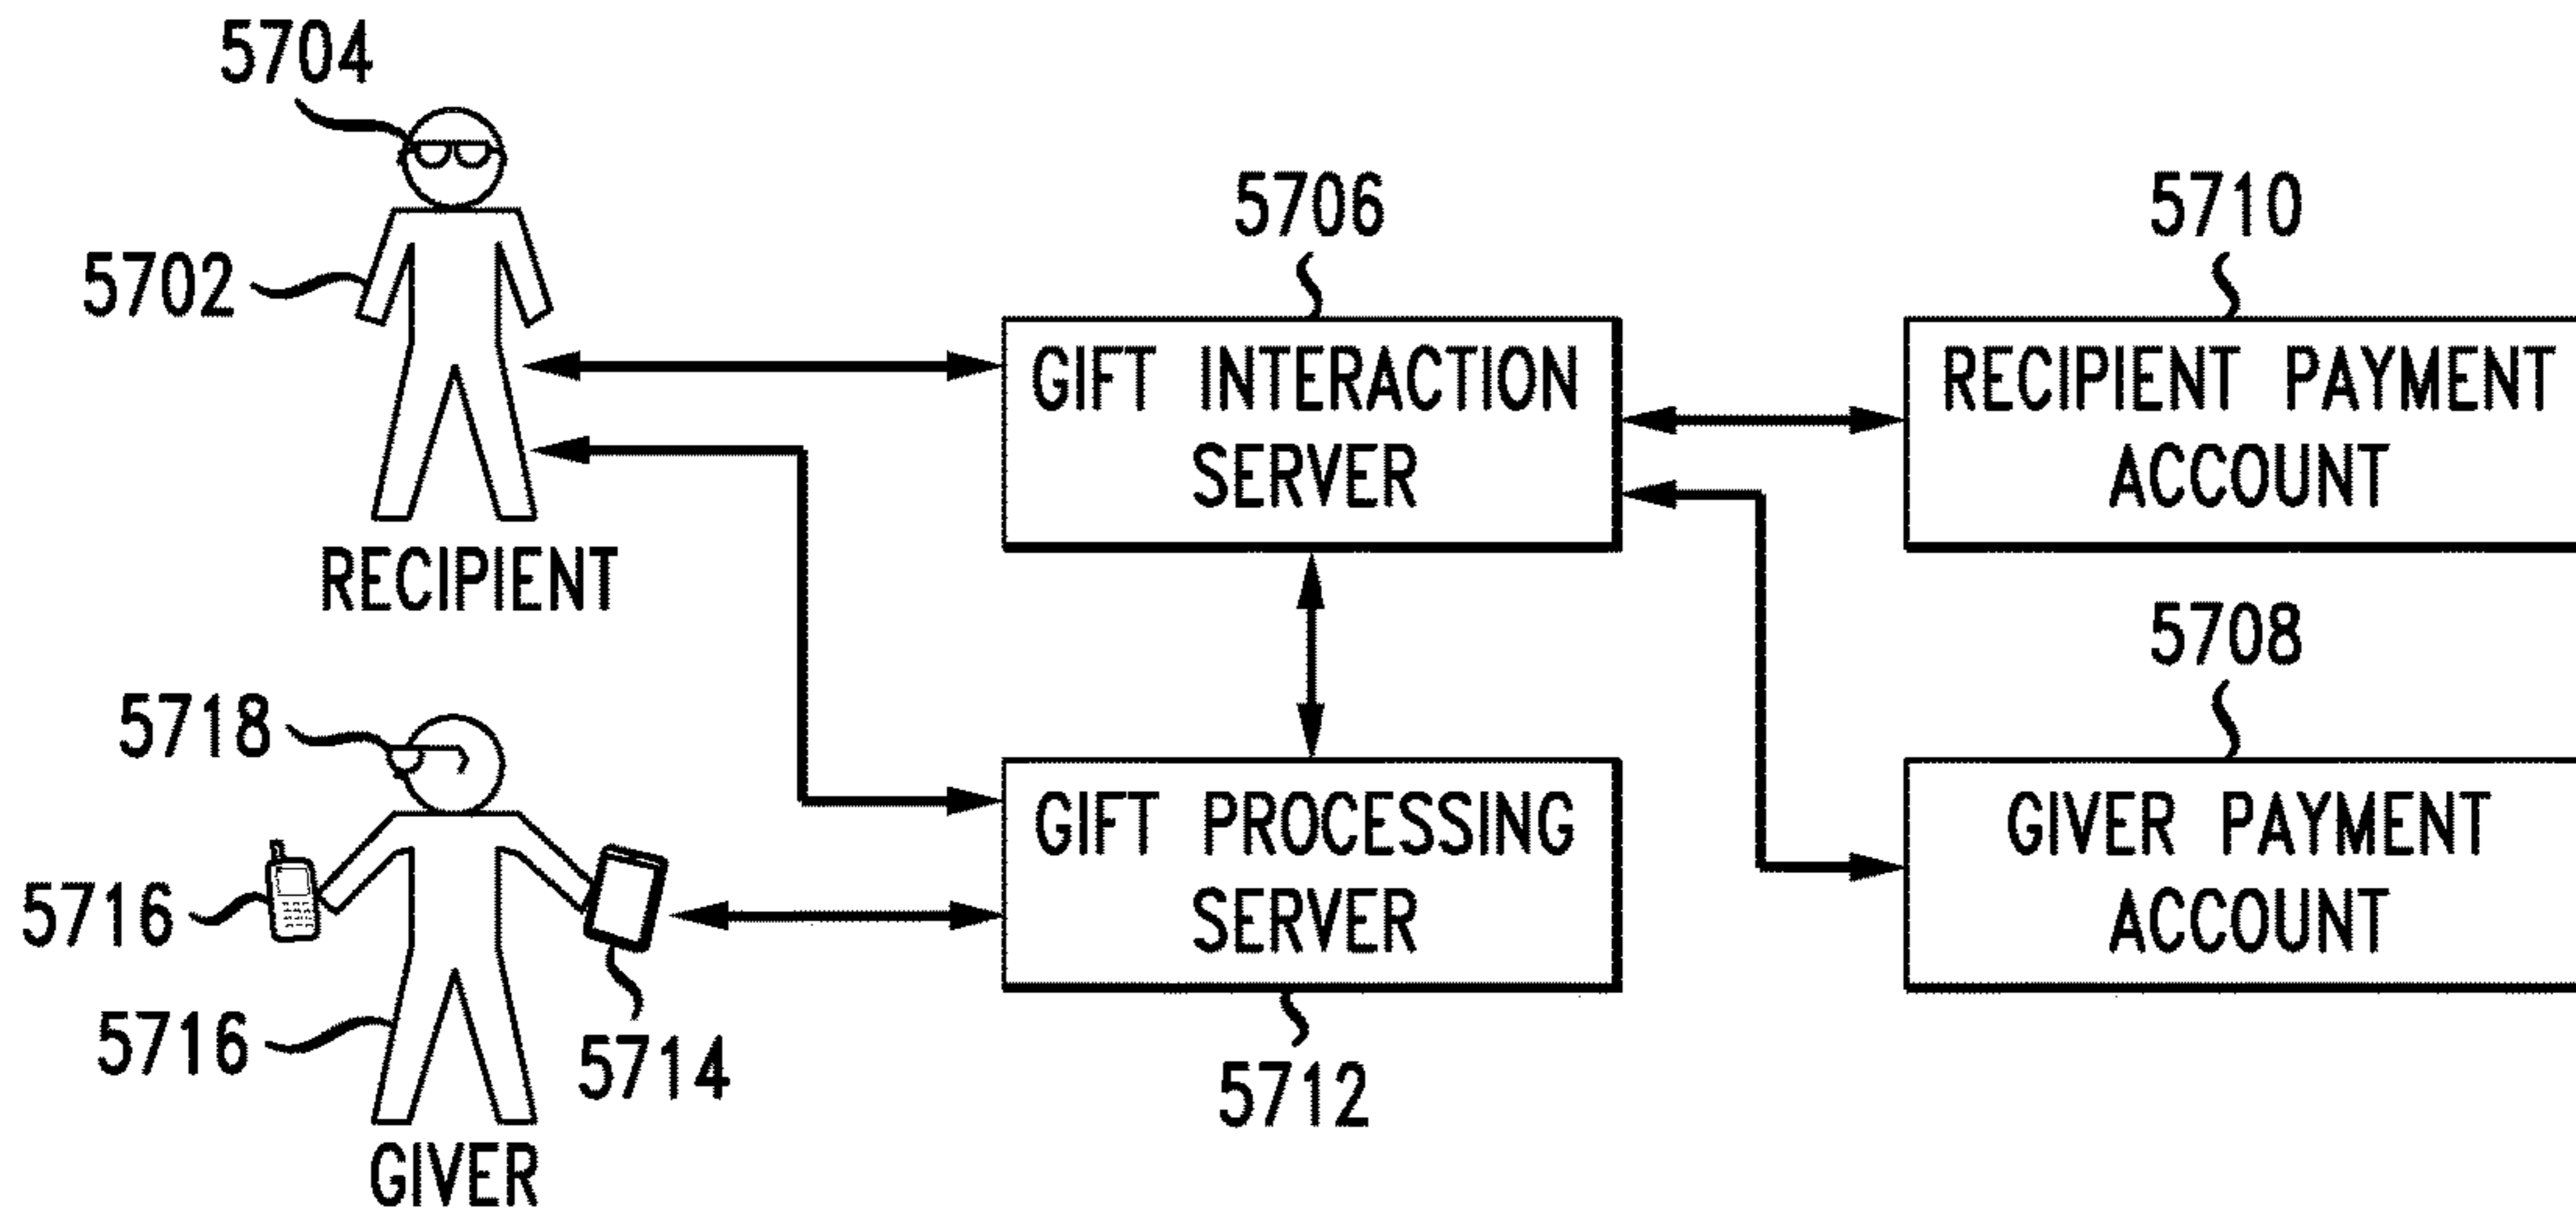 5704
5702
RECIPIENT
5706
GIFT INTERACTION
SERVER
5710
RECIPIENT PAYMENT
ACCOUNT
5708
GIVER PAYMENT
ACCOUNT
GIFT PROCESSING
SERVER
5712
5718
5716
5716
5714
GIVER